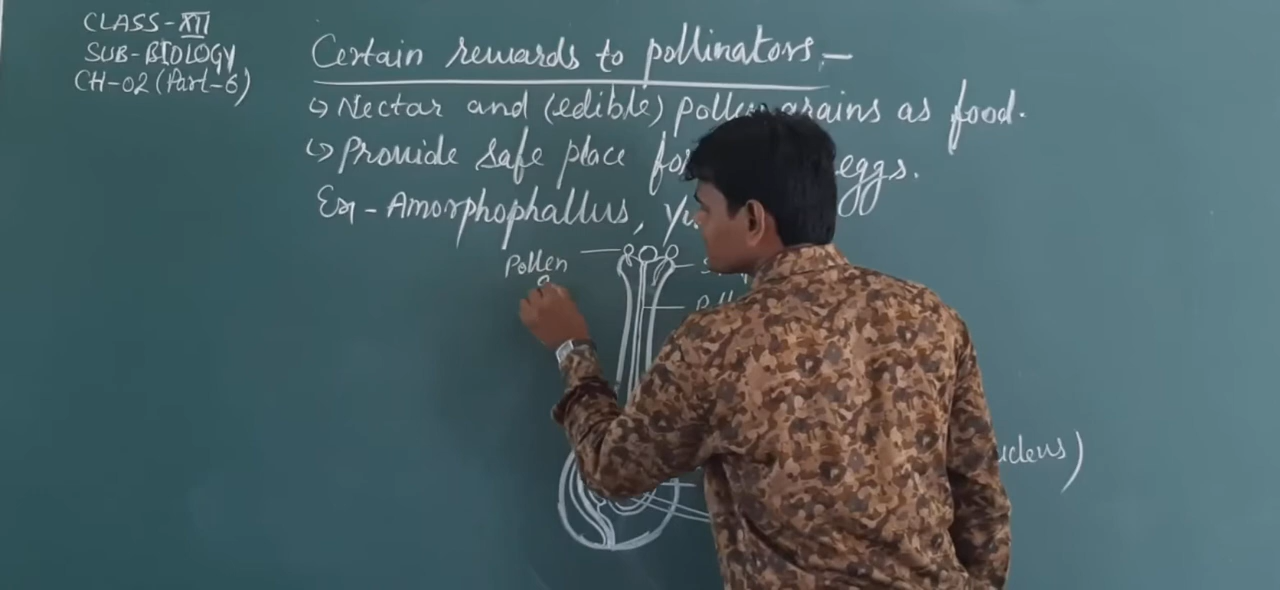 CLASS-XII
SUB-BIOLOGY
CH-02 (Part-6)
Certain rewards to pollinators:-
↳ Nectar and (edible) pollen grains as food.
↳ Provide safe place for eggs.
Ex - Amorphophallus,
Pollen